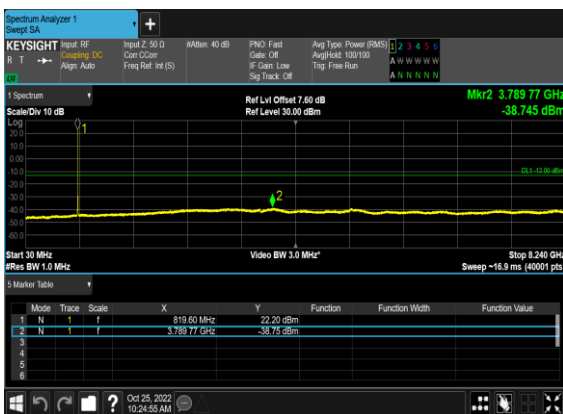 Spectrum Analyzer 1
Swept SA
+
KEYSIGHT Input: RF Input Z: 50 Ω #Atten: 40 dB PNO: Fast Avg Type: Power (RMS) 1 2 3 4 5 6
R T Coupling: DC Corr CCorr Gate: Off Avg|Hold: 100/100 A W W W W W
Align: Auto Freq Ref: Int (S) IF Gain: Low Trig: Free Run
LXI Sig Track: Off A N N N N N
1 Spectrum
Scale/Div 10 dB
Ref Lvl Offset 7.60 dB
Ref Level 30.00 dBm
Mkr2 3.789 77 GHz
-38.745 dBm
Log
20.0
10.0
0.00
-10.0
-20.0
-30.0
-40.0
-50.0
-60.0
1
2
DL1 -13.00 dBm
Start 30 MHz Video BW 3.0 MHz* Stop 8.240 GHz
#Res BW 1.0 MHz Sweep ~16.9 ms (40001 pts)
5 Marker Table
Mode Trace Scale X Y Function Function Width Function Value
1 N 1 f 819.60 MHz 22.20 dBm
2 N 1 f 3.789 77 GHz -38.75 dBm
3
4
5
6
?
Oct 25, 2022
10:24:55 AM